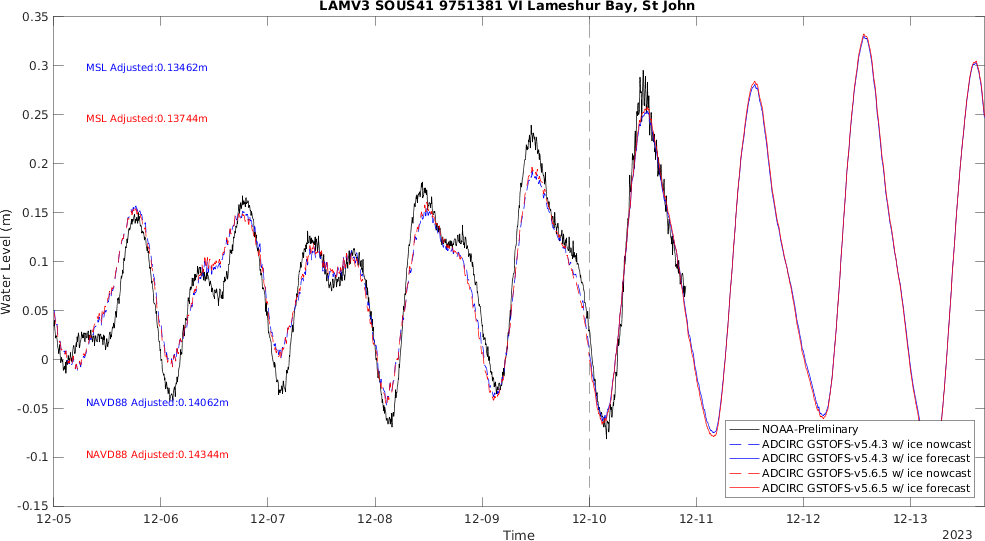 LAMV3 SOUS41 9751381 VI Lameshur Bay, St John
0.35
0.3
0.25
0.2
0.15
0.1
0.05
0
-0.05
-0.1
-0.15
Water Level (m)
MSL Adjusted:0.13462m
MSL Adjusted:0.13744m
NAVD88 Adjusted:0.14062m
NAVD88 Adjusted:0.14344m
NOAA-Preliminary
ADCIRC GSTOFS-v5.4.3 w/ ice nowcast
ADCIRC GSTOFS-v5.4.3 w/ ice forecast
ADCIRC GSTOFS-v5.6.5 w/ ice nowcast
ADCIRC GSTOFS-v5.6.5 w/ ice forecast
12-05 12-06 12-07 12-08 12-09 12-10 12-11 12-12 12-13
Time
2023